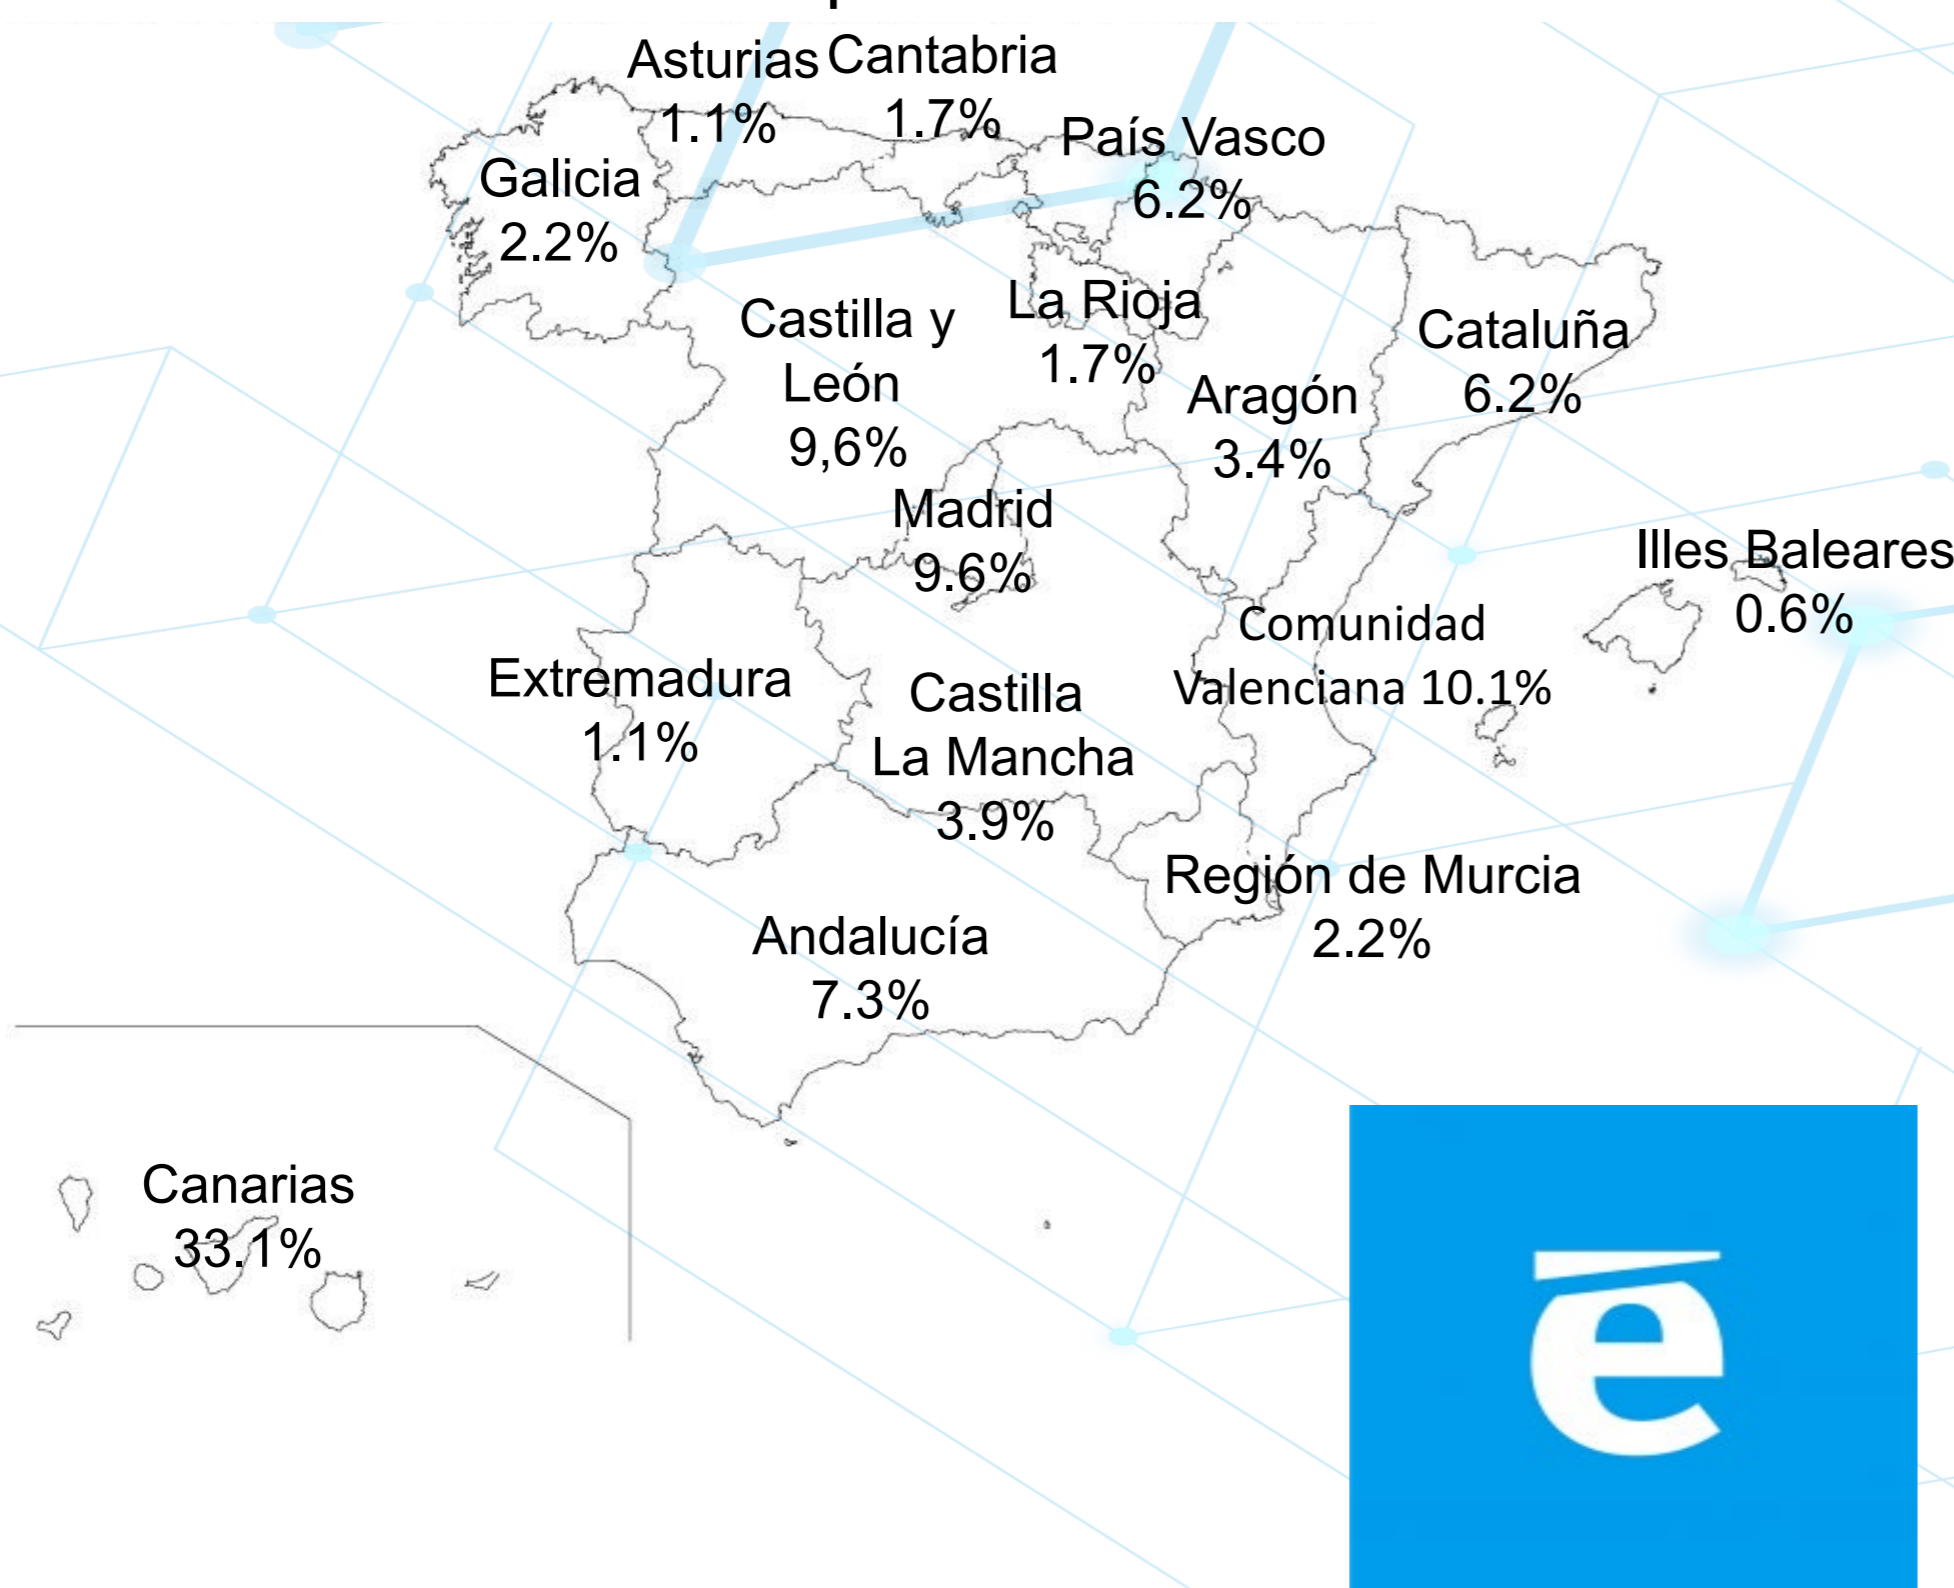 Asturias
1.1%
Cantabria
1.7%
País Vasco
6.2%
Galicia
2.2%
Castilla y
León
9,6%
La Rioja
1.7%
Cataluña
6.2%
Aragón
3.4%
Madrid
9.6%
Illes Baleares
0.6%
Comunidad
Valenciana 10.1%
Extremadura
1.1%
Castilla
La Mancha
3.9%
Región de Murcia
2.2%
Andalucía
7.3%
Canarias
33.1%
e